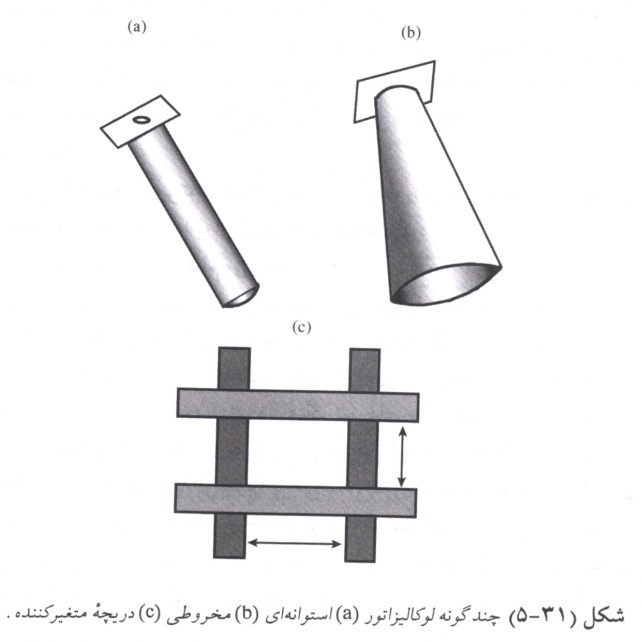 (a)
(b)
(c)
شکل (۳۱-۵) چند گونه لوکالیزاتور (a) استوانه‌ای (b) مخروطی (c) دریچهٔ متغیرکننده .